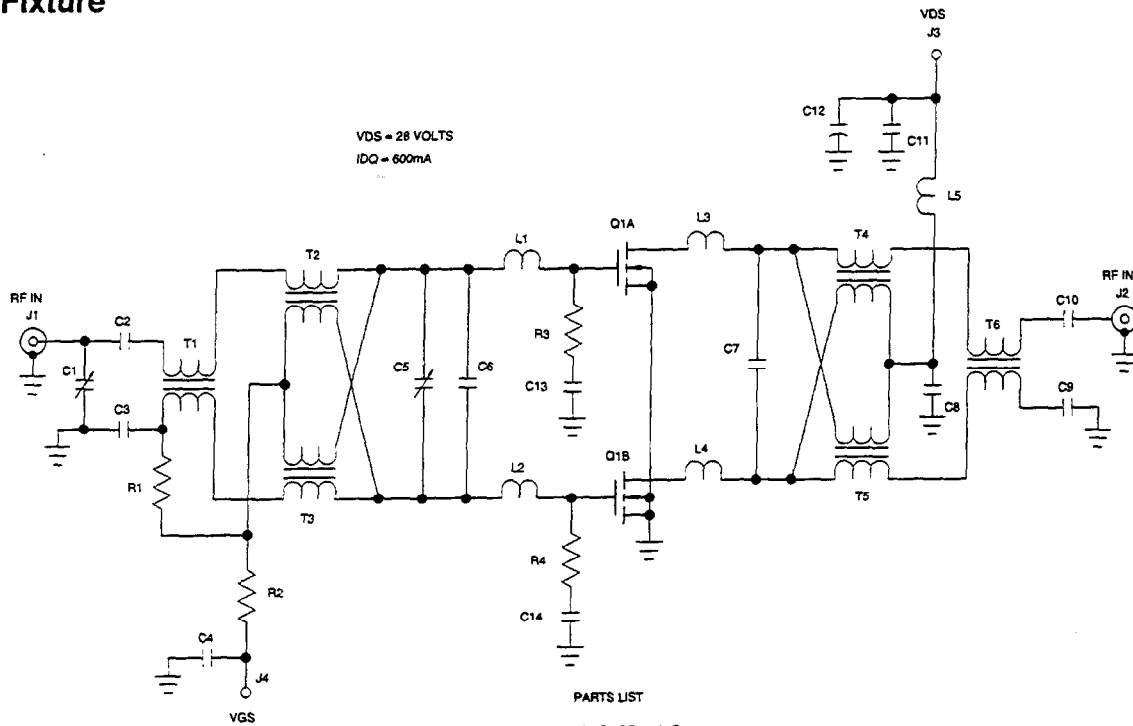 Fixture
VDS
J3
C12
C11
VDS = 28 VOLTS
IDQ = 600mA
L5
Q1A
L3
L1
T4
T2
RF IN
J1
C2
T1
C1
C3
R1
C5
C6
R3
C13
C7
C10
RF IN
J2
T6
C9
C8
T3
L2
Q1B
L4
T5
R2
R4
C14
C4
J4
VGS
PARTS LIST